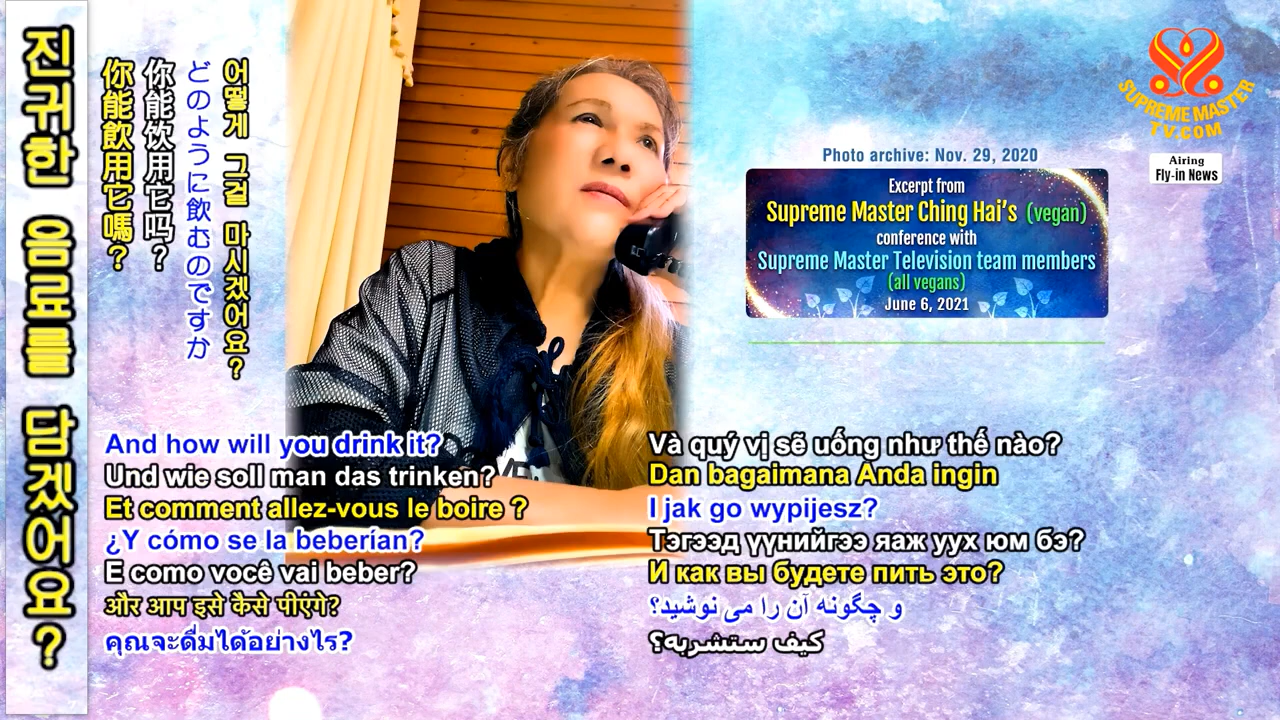 진귀한 음료를 담겠어요?
어떻게 그걸 마시겠어요?
どのように飲むのですか
你能饮用它吗?
你能飲用它嗎?
And how will you drink it?
Und wie soll man das trinken?
Et comment allez-vous le boire ?
¿Y cómo se la beberían?
E como você vai beber?
और आप इसे कैसे पीएंगे?
คุณจะดื่มได้อย่างไร?
Và quý vị sẽ uống như thế nào?
Dan bagaimana Anda ingin
I jak go wypijesz?
Тэгээд үүнийгээ яаж уух юм бэ?
И как вы будете пить это?
و چگونه آن را می نوشید؟
كيف ستشربه؟
Photo archive: Nov. 29, 2020
Excerpt from
Supreme Master Ching Hai's (vegan)
conference with
Supreme Master Television team members
(all vegans)
June 6, 2021
SUPREME MASTER
TV.COM
Airing
Fly-in News